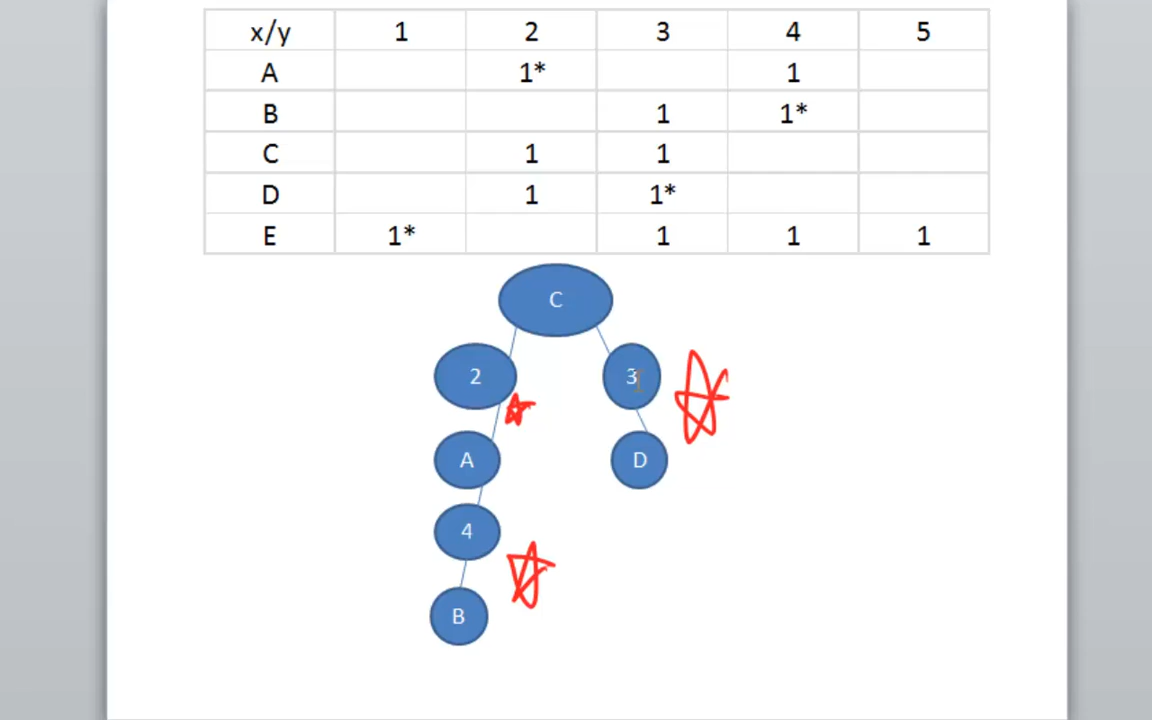 x/y 1 2 3 4 5
A 1* 1
B 1 1*
C 1 1
D 1 1*
E 1* 1 1 1
C
2 3
A D
4
B